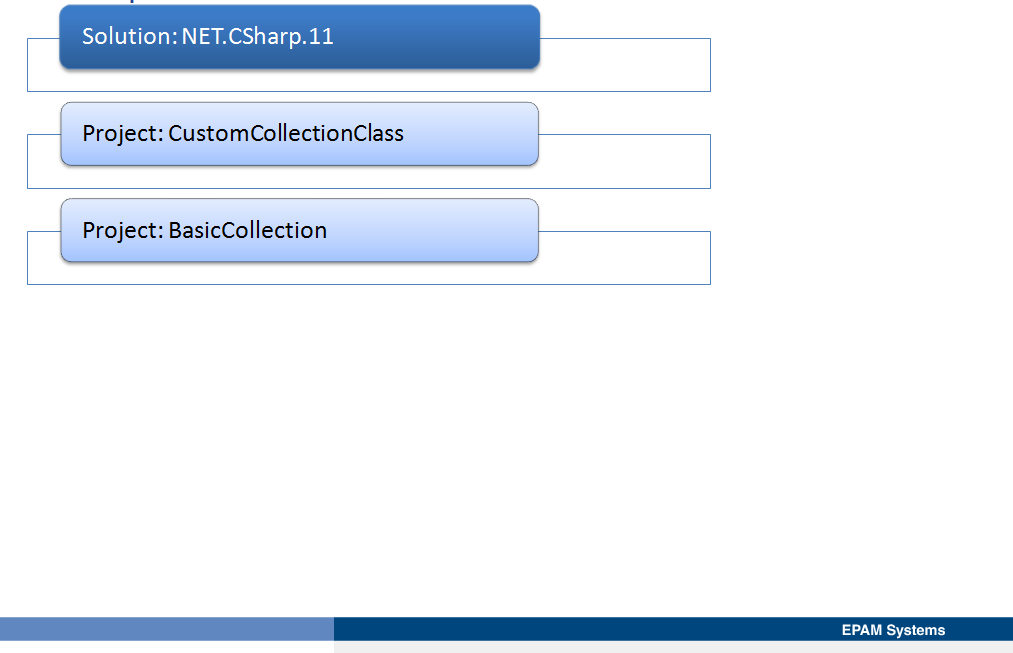 Solution: NET.CSharp.11
Project: CustomCollectionClass
Project: BasicCollection
EPAM Systems